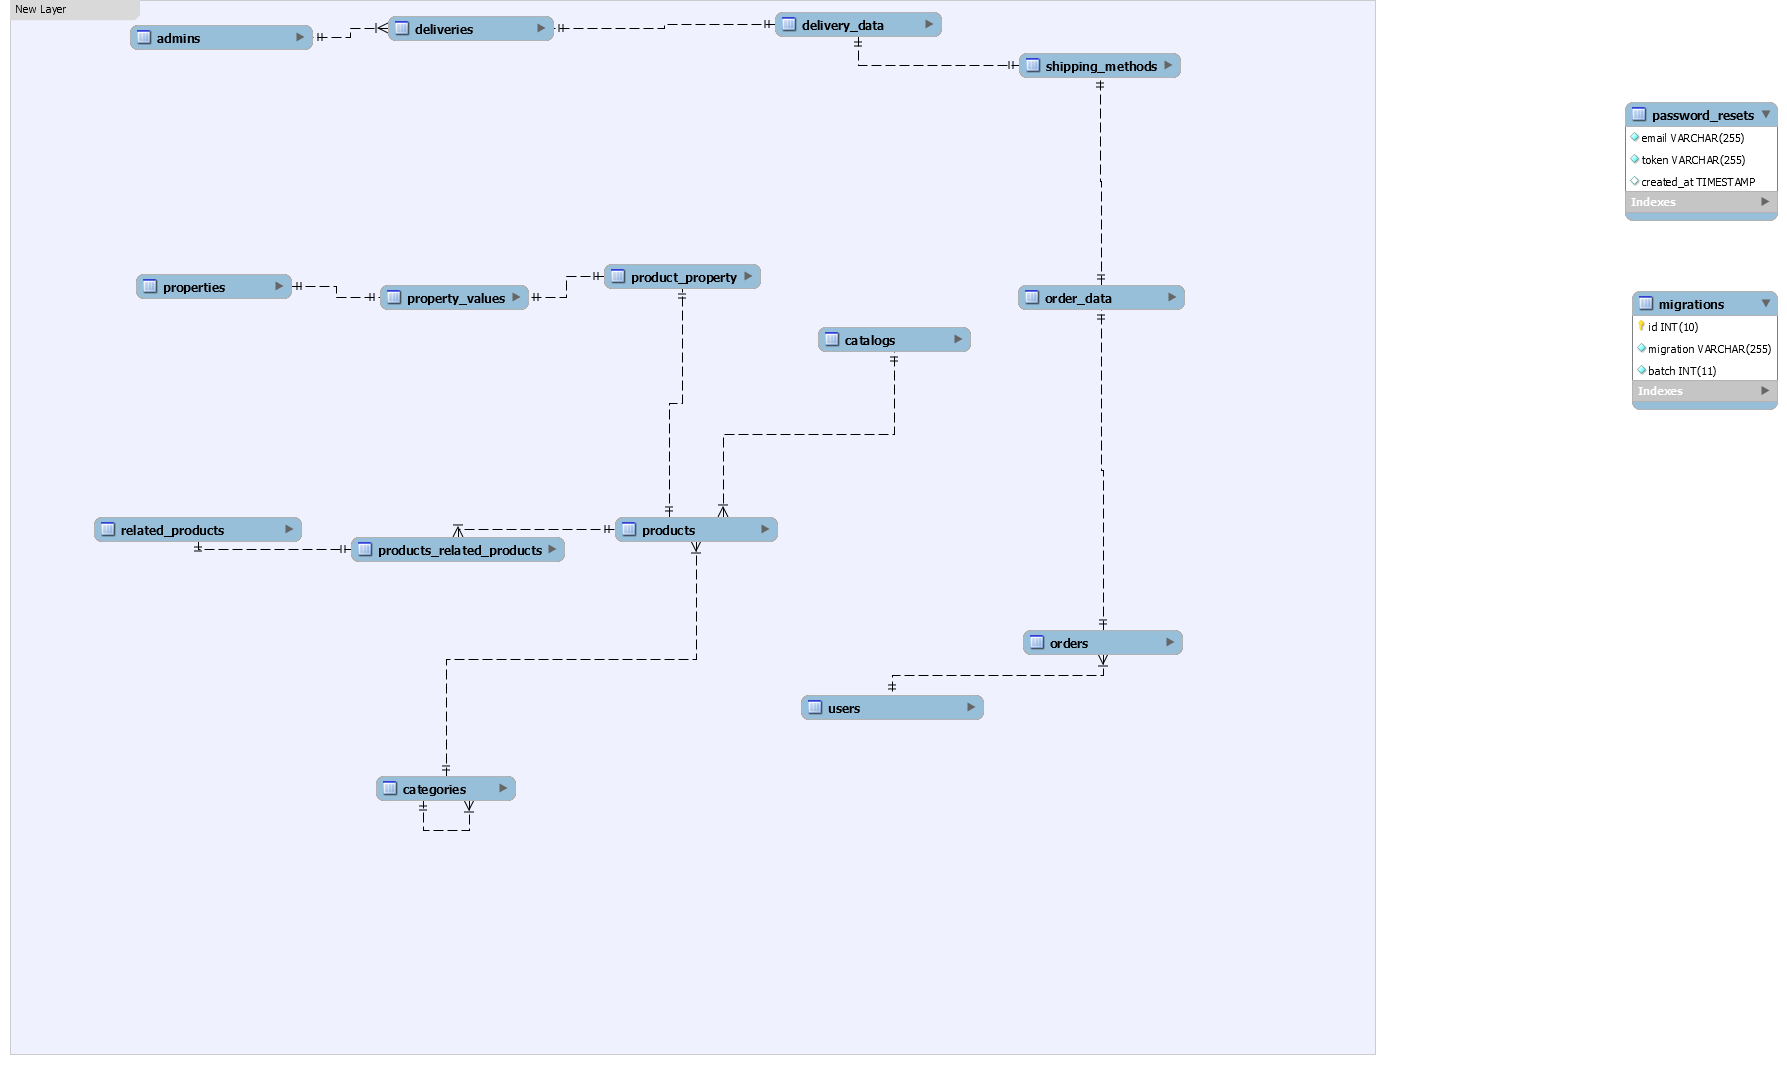 New Layer
admins
deliveries
delivery_data
shipping_methods
password_resets
email VARCHAR(255)
token VARCHAR(255)
created_at TIMESTAMP
Indexes
properties
property_values
product_property
order_data
migrations
id INT(10)
migration VARCHAR(255)
batch INT(11)
Indexes
catalogs
related_products
products_related_products
products
orders
users
categories